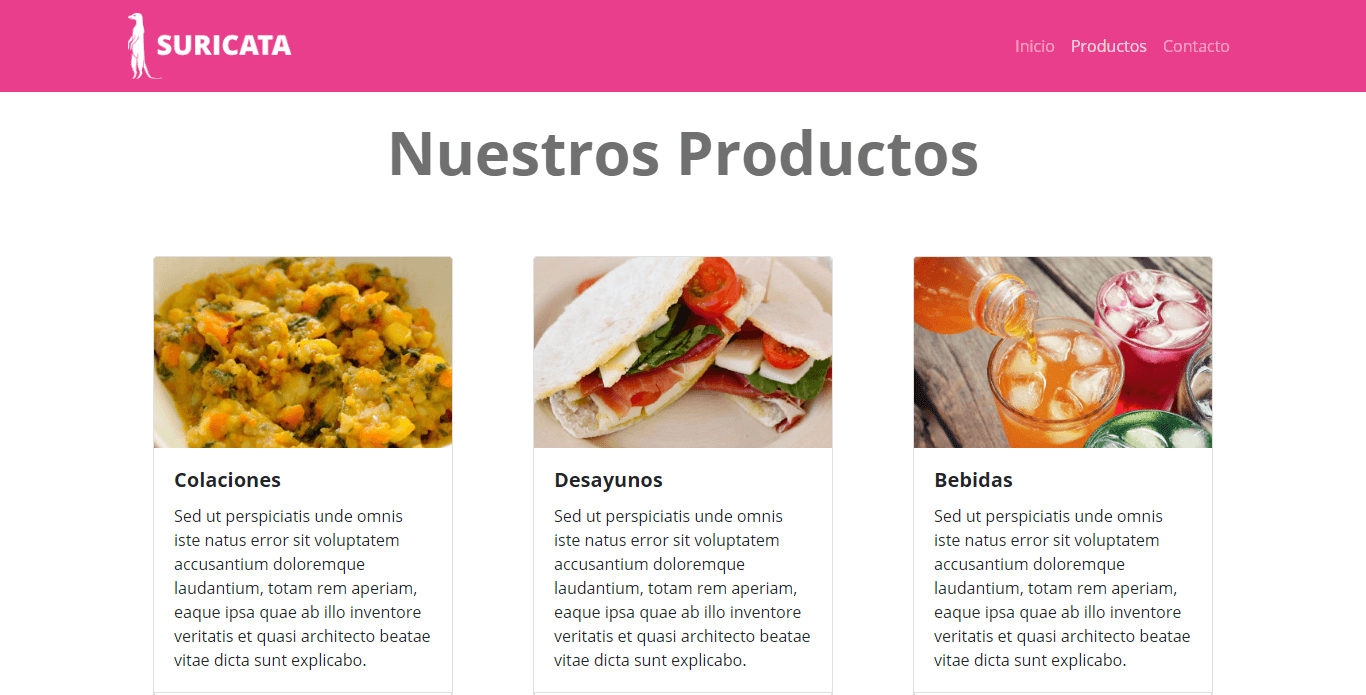 SURICATA
Inicio Productos Contacto
Nuestros Productos
Colaciones
Sed ut perspiciatis unde omnis
iste natus error sit voluptatem
accusantium doloremque
laudantium, totam rem aperiam,
eaque ipsa quae ab illo inventore
veritatis et quasi architecto beatae
vitae dicta sunt explicabo.
Desayunos
Sed ut perspiciatis unde omnis
iste natus error sit voluptatem
accusantium doloremque
laudantium, totam rem aperiam,
eaque ipsa quae ab illo inventore
veritatis et quasi architecto beatae
vitae dicta sunt explicabo.
Bebidas
Sed ut perspiciatis unde omnis
iste natus error sit voluptatem
accusantium doloremque
laudantium, totam rem aperiam,
eaque ipsa quae ab illo inventore
veritatis et quasi architecto beatae
vitae dicta sunt explicabo.